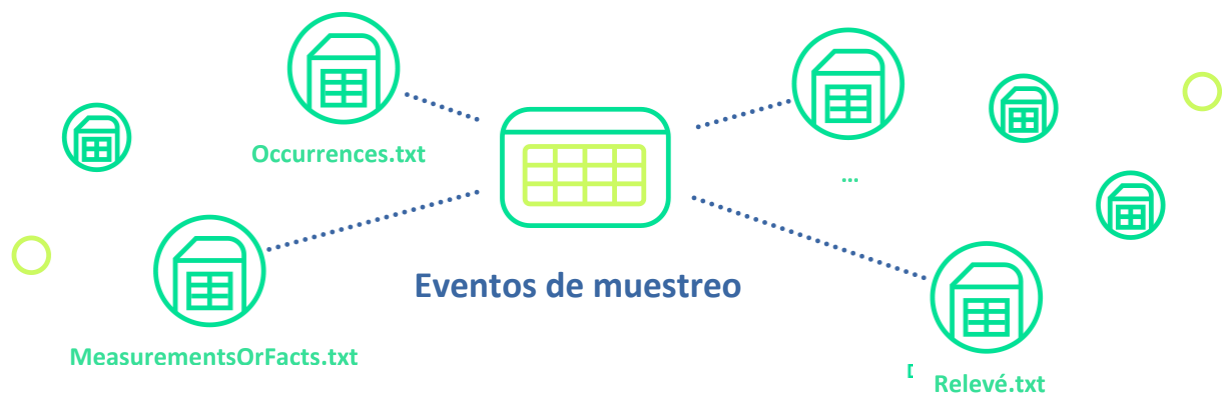 Occurrences.txt
...
Eventos de muestreo
MeasurementsOrFacts.txt
Relevé.txt